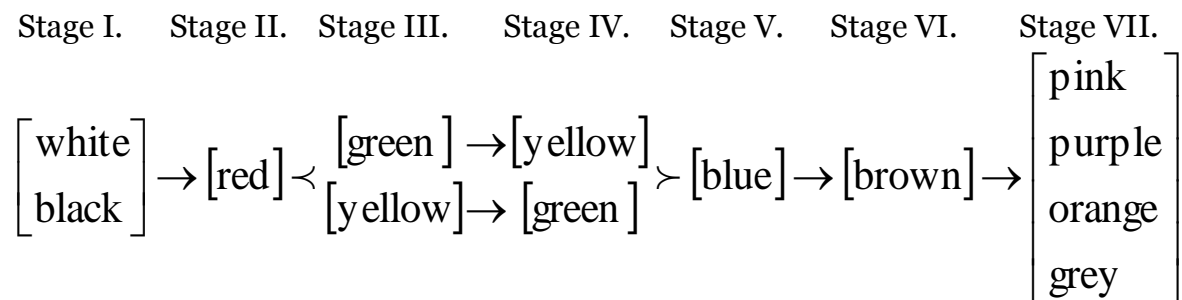 Stage I. Stage II. Stage III. Stage IV. Stage V. Stage VI. Stage VII.
[white black] → [red] ≺ [green] → [yellow] [yellow] → [green] ≻ [blue] → [brown] → [pink purple orange grey]